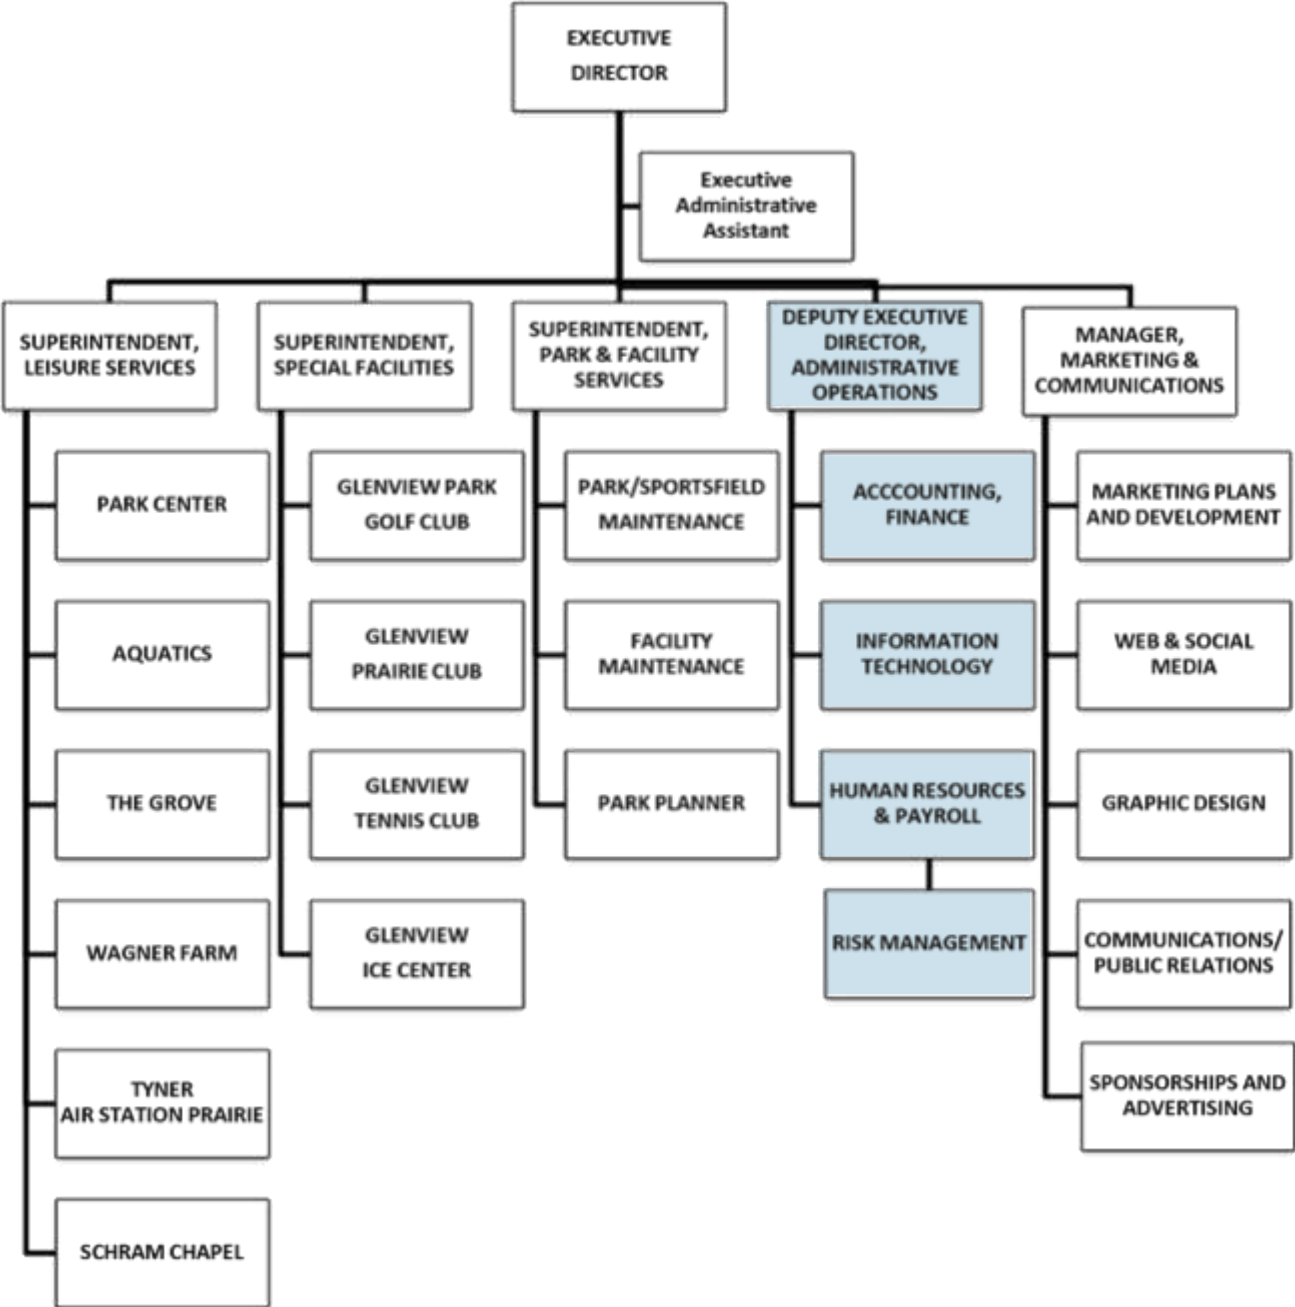 EXECUTIVE
DIRECTOR
Executive
Administrative
Assistant
SUPERINTENDENT,
LEISURE SERVICES
SUPERINTENDENT,
SPECIAL FACILITIES
SUPERINTENDENT,
PARK & FACILITY
SERVICES
DEPUTY EXECUTIVE
DIRECTOR,
ADMINISTRATIVE
OPERATIONS
MANAGER,
MARKETING &
COMMUNICATIONS
PARK CENTER
GLENVIEW PARK
GOLF CLUB
PARK/SPORTSFIELD
MAINTENANCE
ACCCOUNTING,
FINANCE
MARKETING PLANS
AND DEVELOPMENT
AQUATICS
GLENVIEW
PRAIRIE CLUB
FACILITY
MAINTENANCE
INFORMATION
TECHNOLOGY
WEB & SOCIAL
MEDIA
THE GROVE
GLENVIEW
TENNIS CLUB
PARK PLANNER
HUMAN RESOURCES
& PAYROLL
GRAPHIC DESIGN
WAGNER FARM
GLENVIEW
ICE CENTER
RISK MANAGEMENT
COMMUNICATIONS/
PUBLIC RELATIONS
TYNER
AIR STATION PRAIRIE
SPONSORSHIPS AND
ADVERTISING
SCHRAM CHAPEL